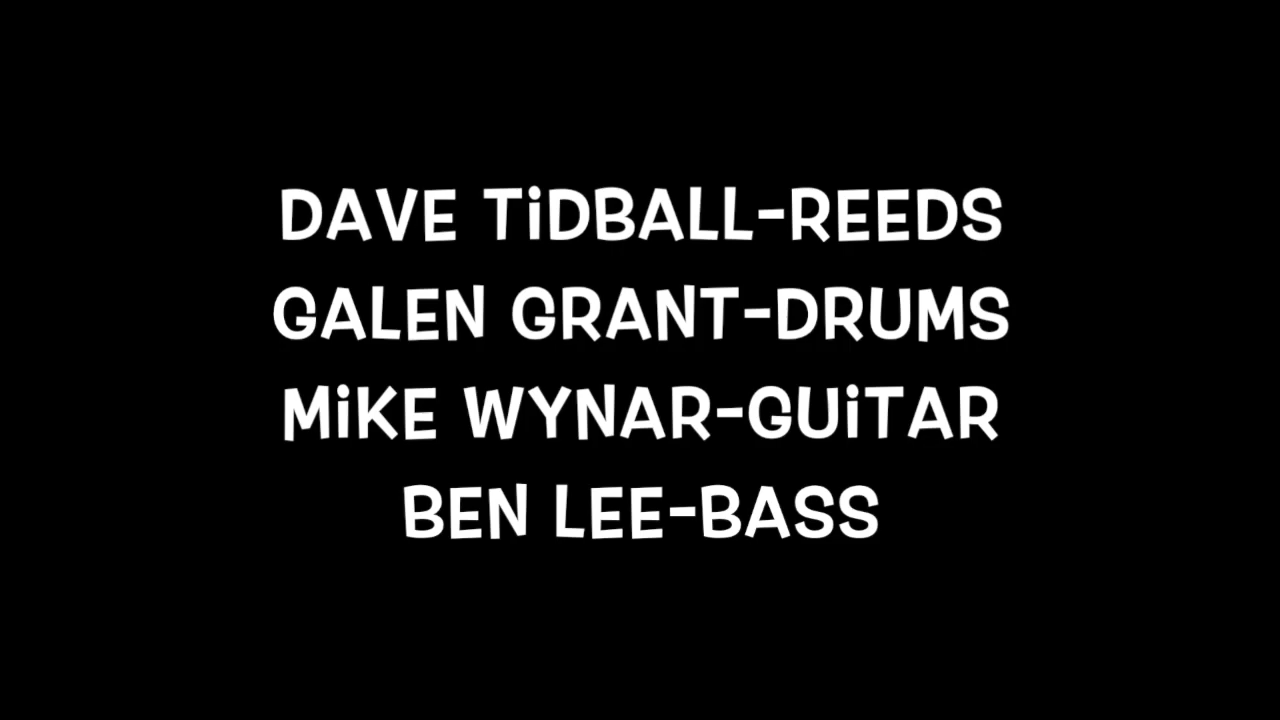 DAVE TiDBALL-REEDS
GALEN GRANT-DRUMS
MiKE WYNAR-GUiTAR
BEN LEE-BASS